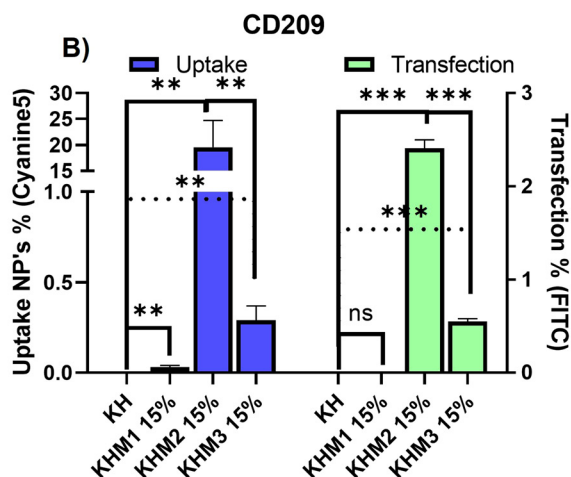 CD209
B)
Uptake
Transfection
** ** *** ***
30
25
20
15
1.0
0.5
0.0
Uptake NP's % (Cyanine5)
**
**
***
ns
3
2
1
0
Transfection % (FITC)
KH
KHM1 15%
KHM2 15%
KHM3 15%
KH
KHM1 15%
KHM2 15%
KHM3 15%